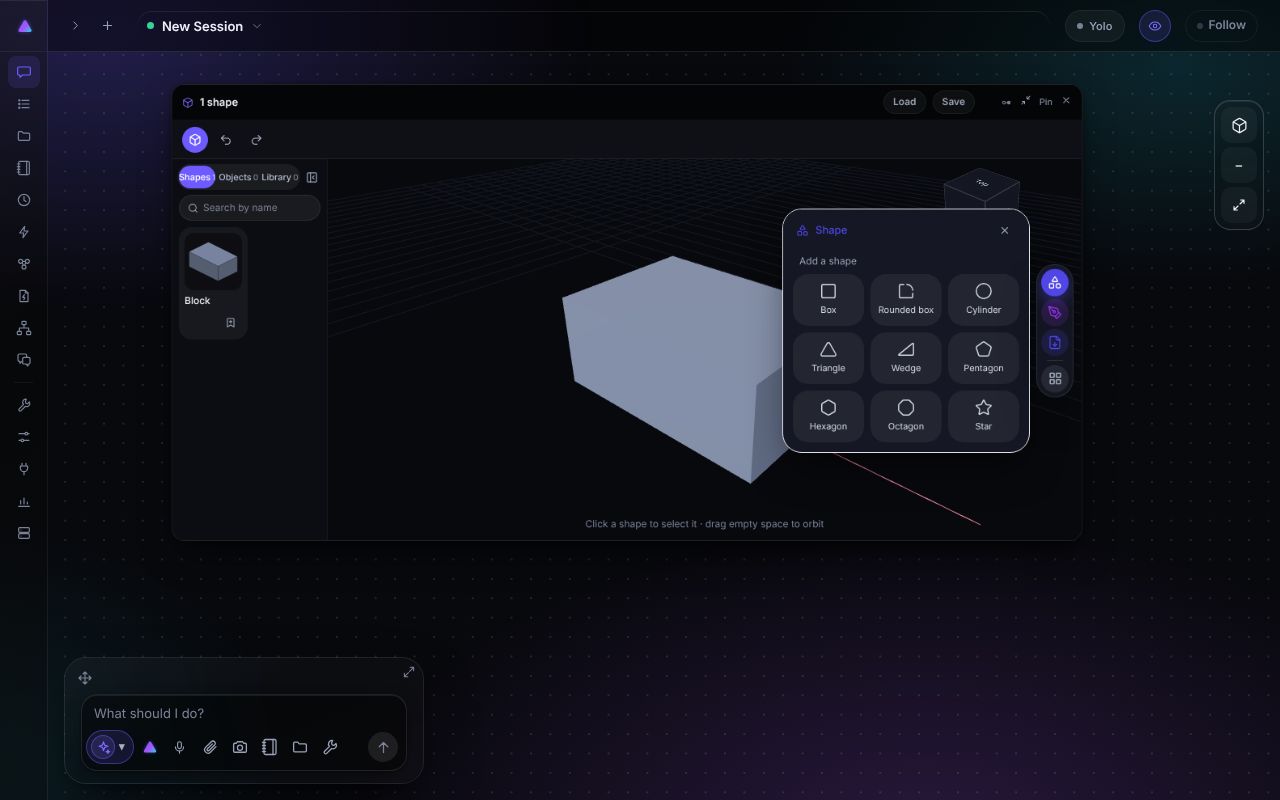 New Session
Yolo
Follow
1 shape
Load
Save
Pin
Shapes 1
Objects 0
Library 0
Search by name
Block
TOP
Shape
Add a shape
Box
Rounded box
Cylinder
Triangle
Wedge
Pentagon
Hexagon
Octagon
Star
Click a shape to select it · drag empty space to orbit
What should I do?